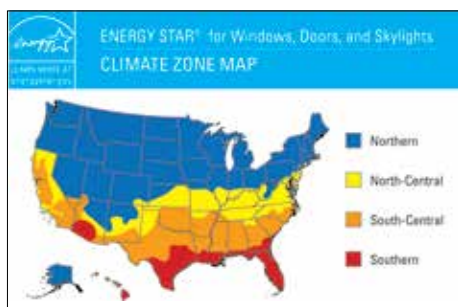 ENERGY STAR® for Windows, Doors, and Skylights
CLIMATE ZONE MAP
Northern
North-Central
South-Central
Southern